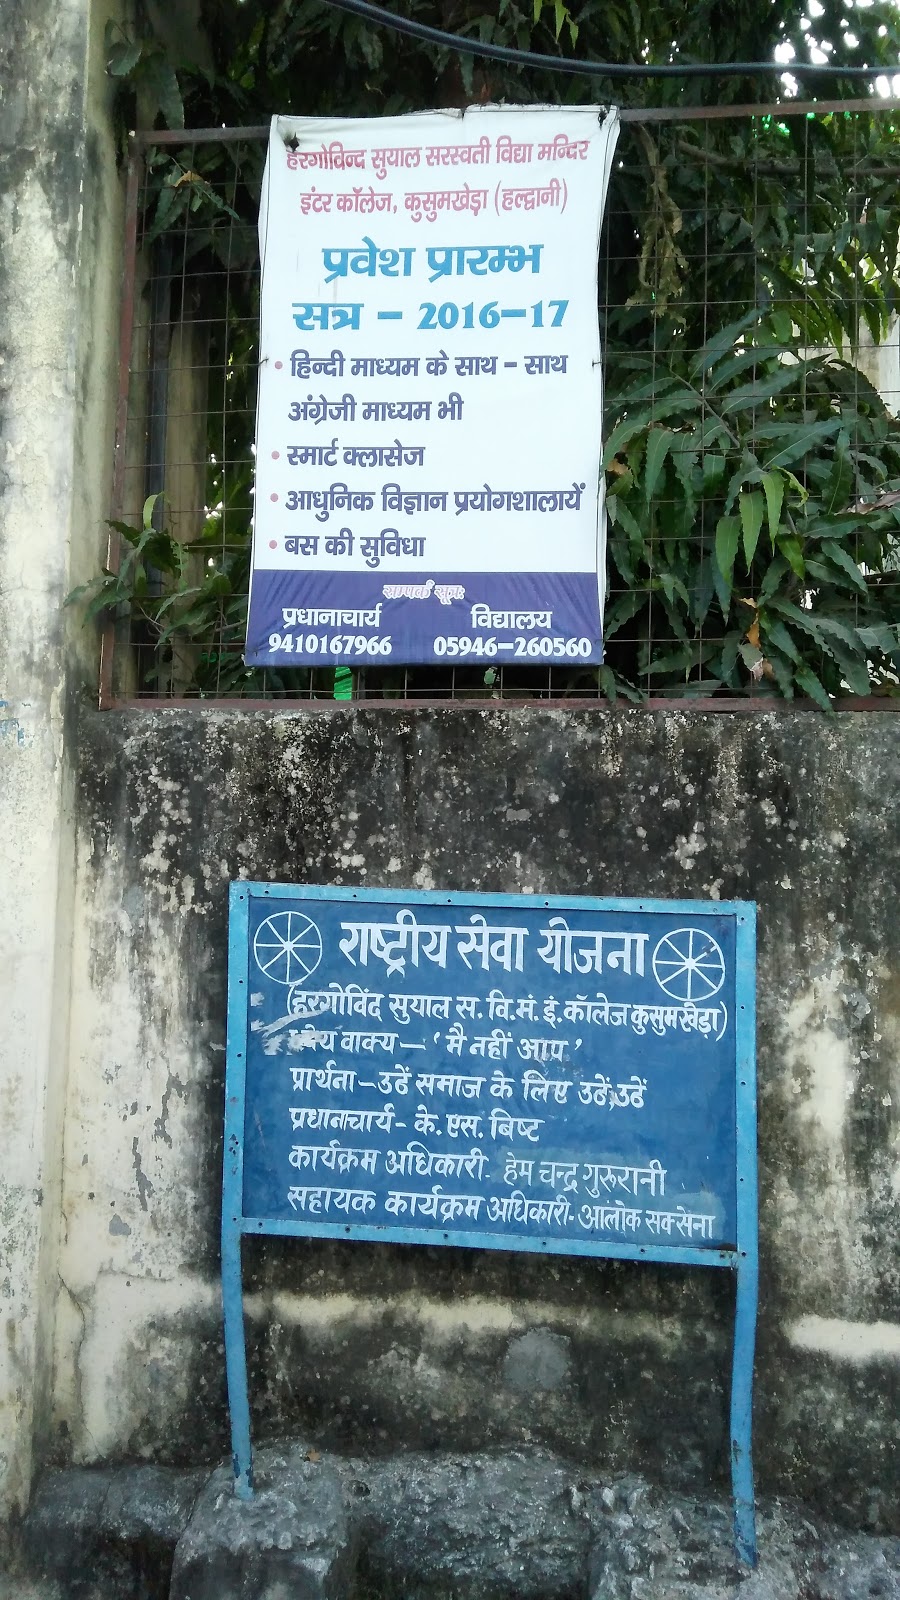 हरगोविन्द सुयाल सरस्वती विद्या मन्दिर
इंटर कॉलेज, कुसुमखेड़ा (हल्द्वानी)
प्रवेश प्रारम्भ
सत्र - 2016-17
• हिन्दी माध्यम के साथ - साथ
अंग्रेजी माध्यम भी
• स्मार्ट क्लासेज
• आधुनिक विज्ञान प्रयोगशालायें
• बस की सुविधा
सम्पर्क सूत्रः
प्रधानाचार्य विद्यालय
9410167966 05946-260560
राष्ट्रीय सेवा योजना
(हरगोविंद सुयाल स. वि. मं. इं. कॉलेज कुसुमखेड़ा)
ध्येय वाक्य - ' मै नहीं आप '
प्रार्थना - उठें समाज के लिए उठें, उठें
प्रधानाचार्य - के. एस. बिष्ट
कार्यक्रम अधिकारी - हेम चन्द्र गुरूरानी
सहायक कार्यक्रम अधिकारी - आलोक सक्सेना